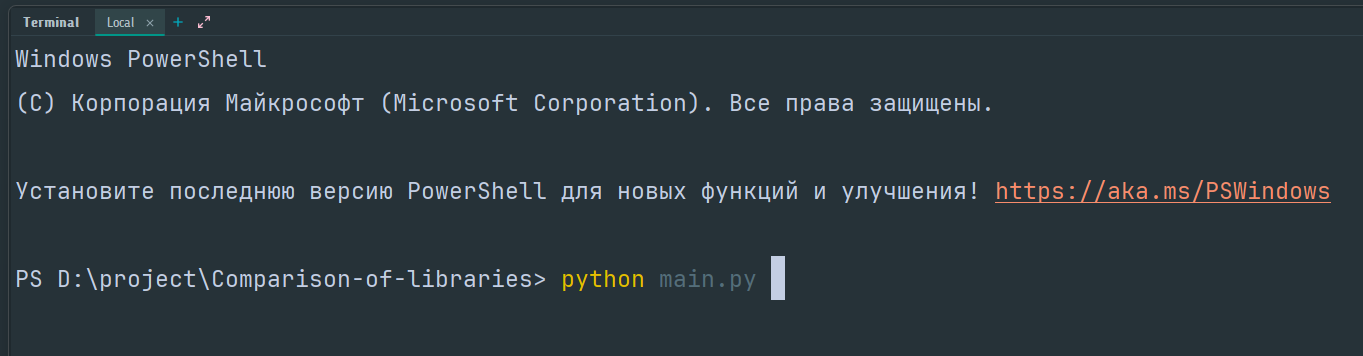 Terminal Local × +
Windows PowerShell
(C) Корпорация Майкрософт (Microsoft Corporation). Все права защищены.
Установите последнюю версию PowerShell для новых функций и улучшения! https://aka.ms/PSWindows
PS D:\project\Comparison-of-libraries> python main.py